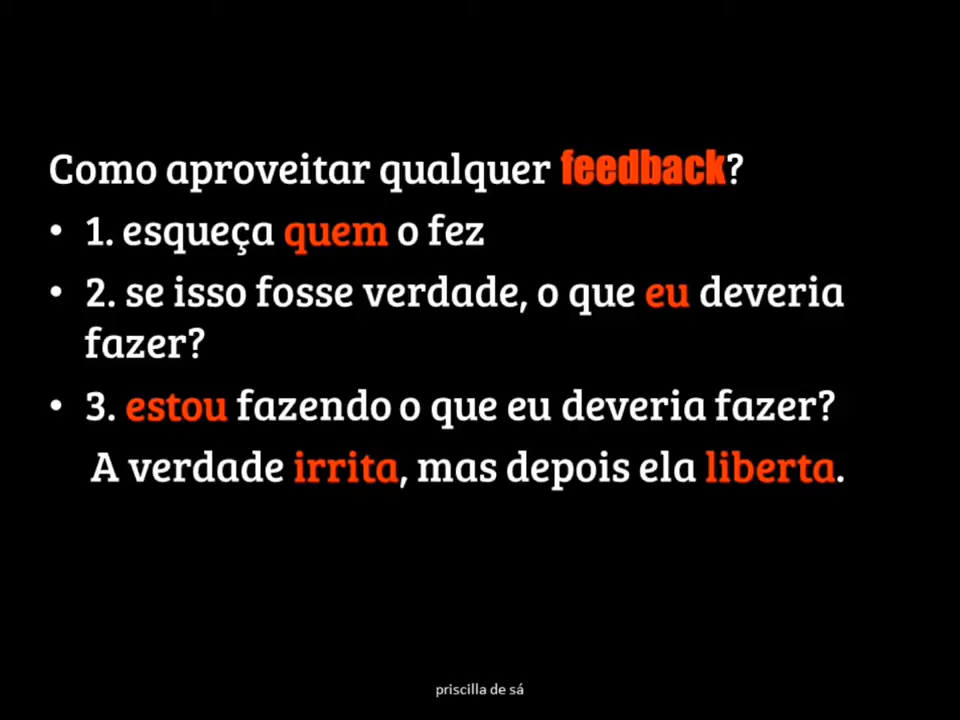 Como aproveitar qualquer feedback?
• 1. esqueça quem o fez
• 2. se isso fosse verdade, o que eu deveria
fazer?
• 3. estou fazendo o que eu deveria fazer?
A verdade irrita, mas depois ela liberta.
priscilla de sá